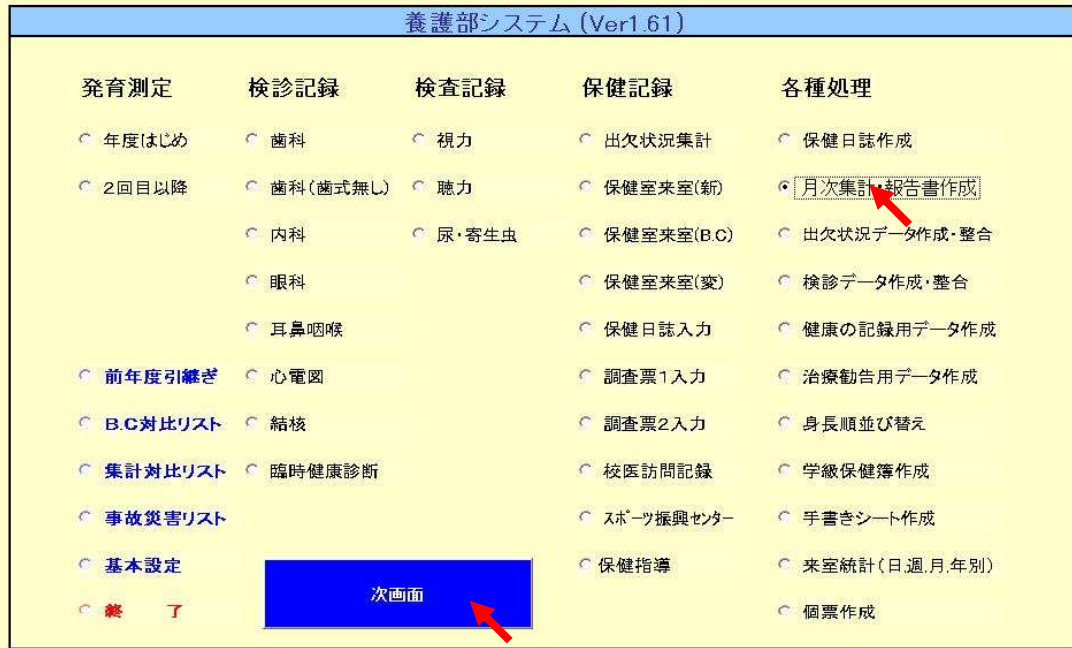 養護部システム (Ver1.61)
発育測定 検診記録 検査記録 保健記録 各種処理
年度はじめ 歯科 視力 出欠状況集計 保健日誌作成
2回目以降 歯科(歯式無し) 聴力 保健室来室(新) 月次集計・報告書作成
内科 尿・寄生虫 保健室来室(B.C) 出欠状況データ作成・整合
眼科 保健室来室(変) 検診データ作成・整合
耳鼻咽喉 保健日誌入力 健康の記録用データ作成
前年度引継ぎ 心電図 調査票1入力 治療勧告用データ作成
B.C対比リスト 結核 調査票2入力 身長順並び替え
集計対比リスト 臨時健康診断 校医訪問記録 学級保健簿作成
事故災害リスト スポーツ振興センター 手書きシート作成
基本設定 保健指導 来室統計(日,週,月,年別)
次画面
終 了 個票作成